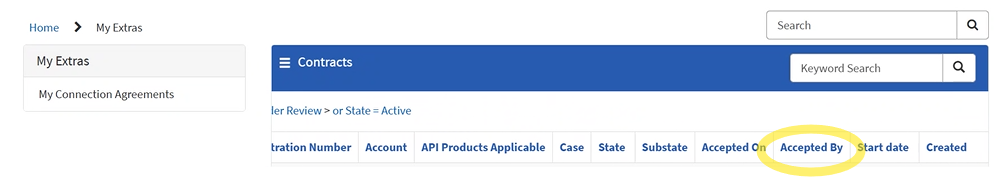 Home > My Extras
Search
My Extras
My Connection Agreements
Contracts
Keyword Search
ler Review > or State = Active
tration Number Account API Products Applicable Case State Substate Accepted On Accepted By Start date Created